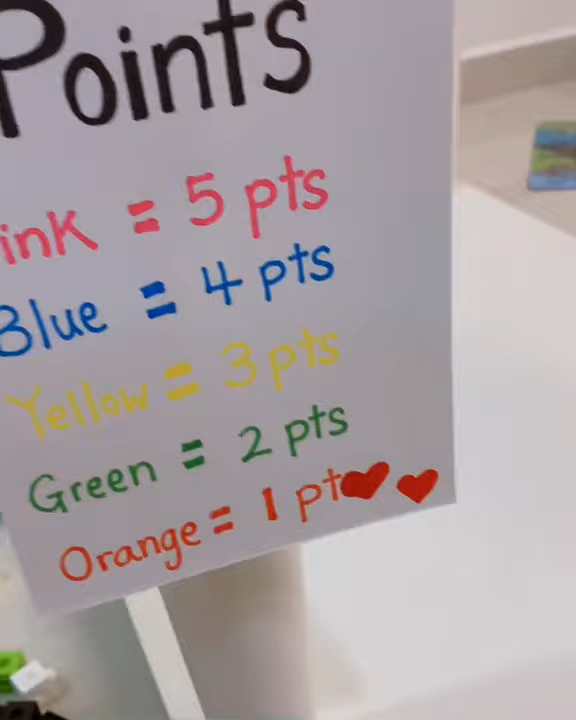 Points
ink = 5 pts
Blue = 4 pts
Yellow = 3 pts
Green = 2 pts
Orange = 1 pt